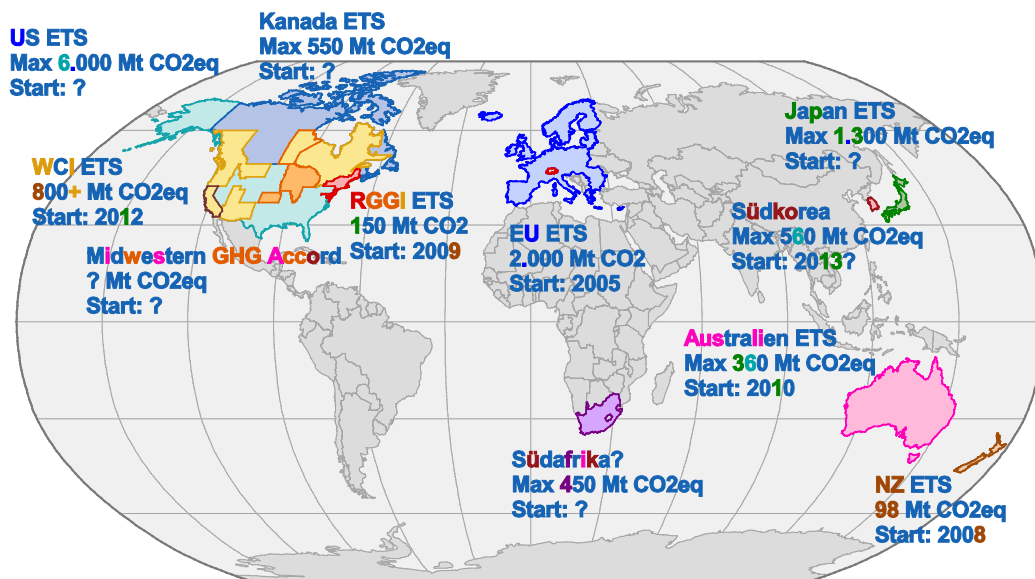 US ETS
Max 6.000 Mt CO2eq
Start: ?
Kanada ETS
Max 550 Mt CO2eq
Start: ?
Japan ETS
Max 1.300 Mt CO2eq
Start: ?
WCI ETS
800+ Mt CO2eq
Start: 2012
RGGI ETS
150 Mt CO2
Start: 2009
Südkorea
Max 560 Mt CO2eq
Start: 2013?
EU ETS
2.000 Mt CO2
Start: 2005
Midwestern GHG Accord
? Mt CO2eq
Start: ?
Australien ETS
Max 360 Mt CO2eq
Start: 2010
Südafrika?
Max 450 Mt CO2eq
Start: ?
NZ ETS
98 Mt CO2eq
Start: 2008